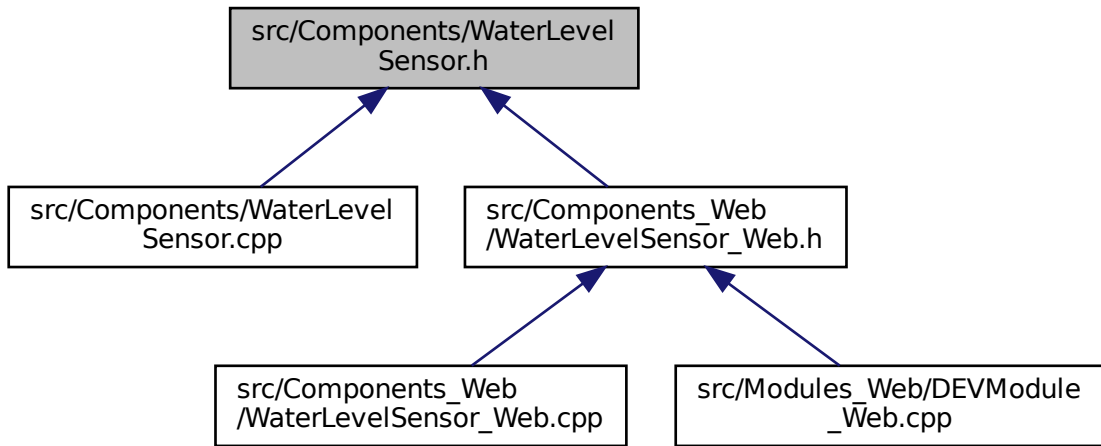 src/Components/WaterLevel
Sensor.h
src/Components/WaterLevel
Sensor.cpp
src/Components_Web
/WaterLevelSensor_Web.h
src/Components_Web
/WaterLevelSensor_Web.cpp
src/Modules_Web/DEVModule
_Web.cpp